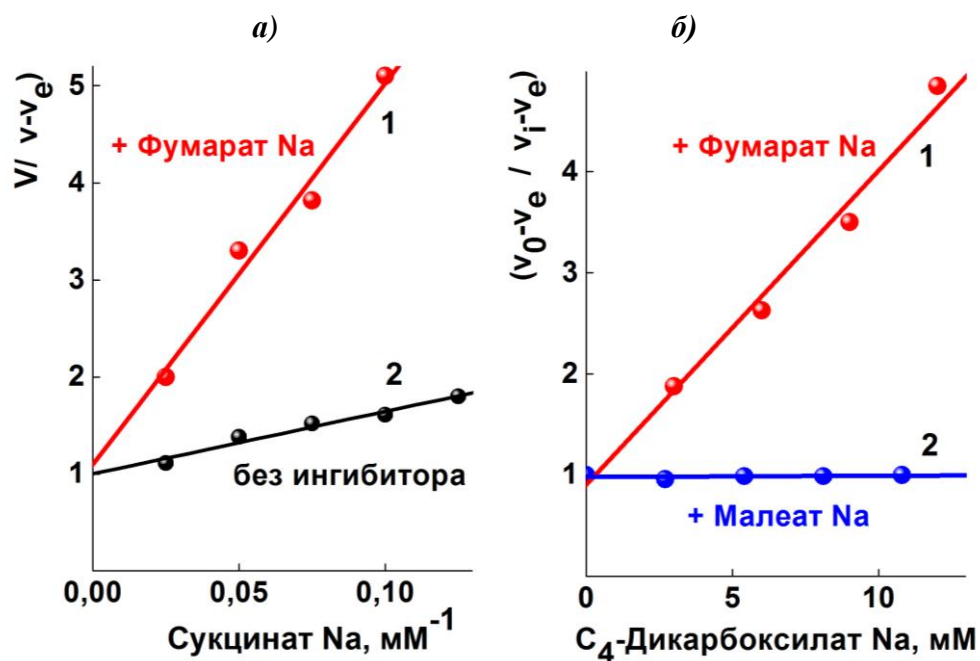 а)
V/ v-vₑ)
5
4
3
2
1
+ Фумарат Na
1
2
без ингибитора
0,00
0,05
0,10
Сукцинат Na, мМ⁻¹
б)
(v₀-vₑ / vᵢ-vₑ)
4
3
2
1
+ Фумарат Na
1
2
+ Малеат Na
0
5
10
C₄-Дикарбоксилат Na, мМ